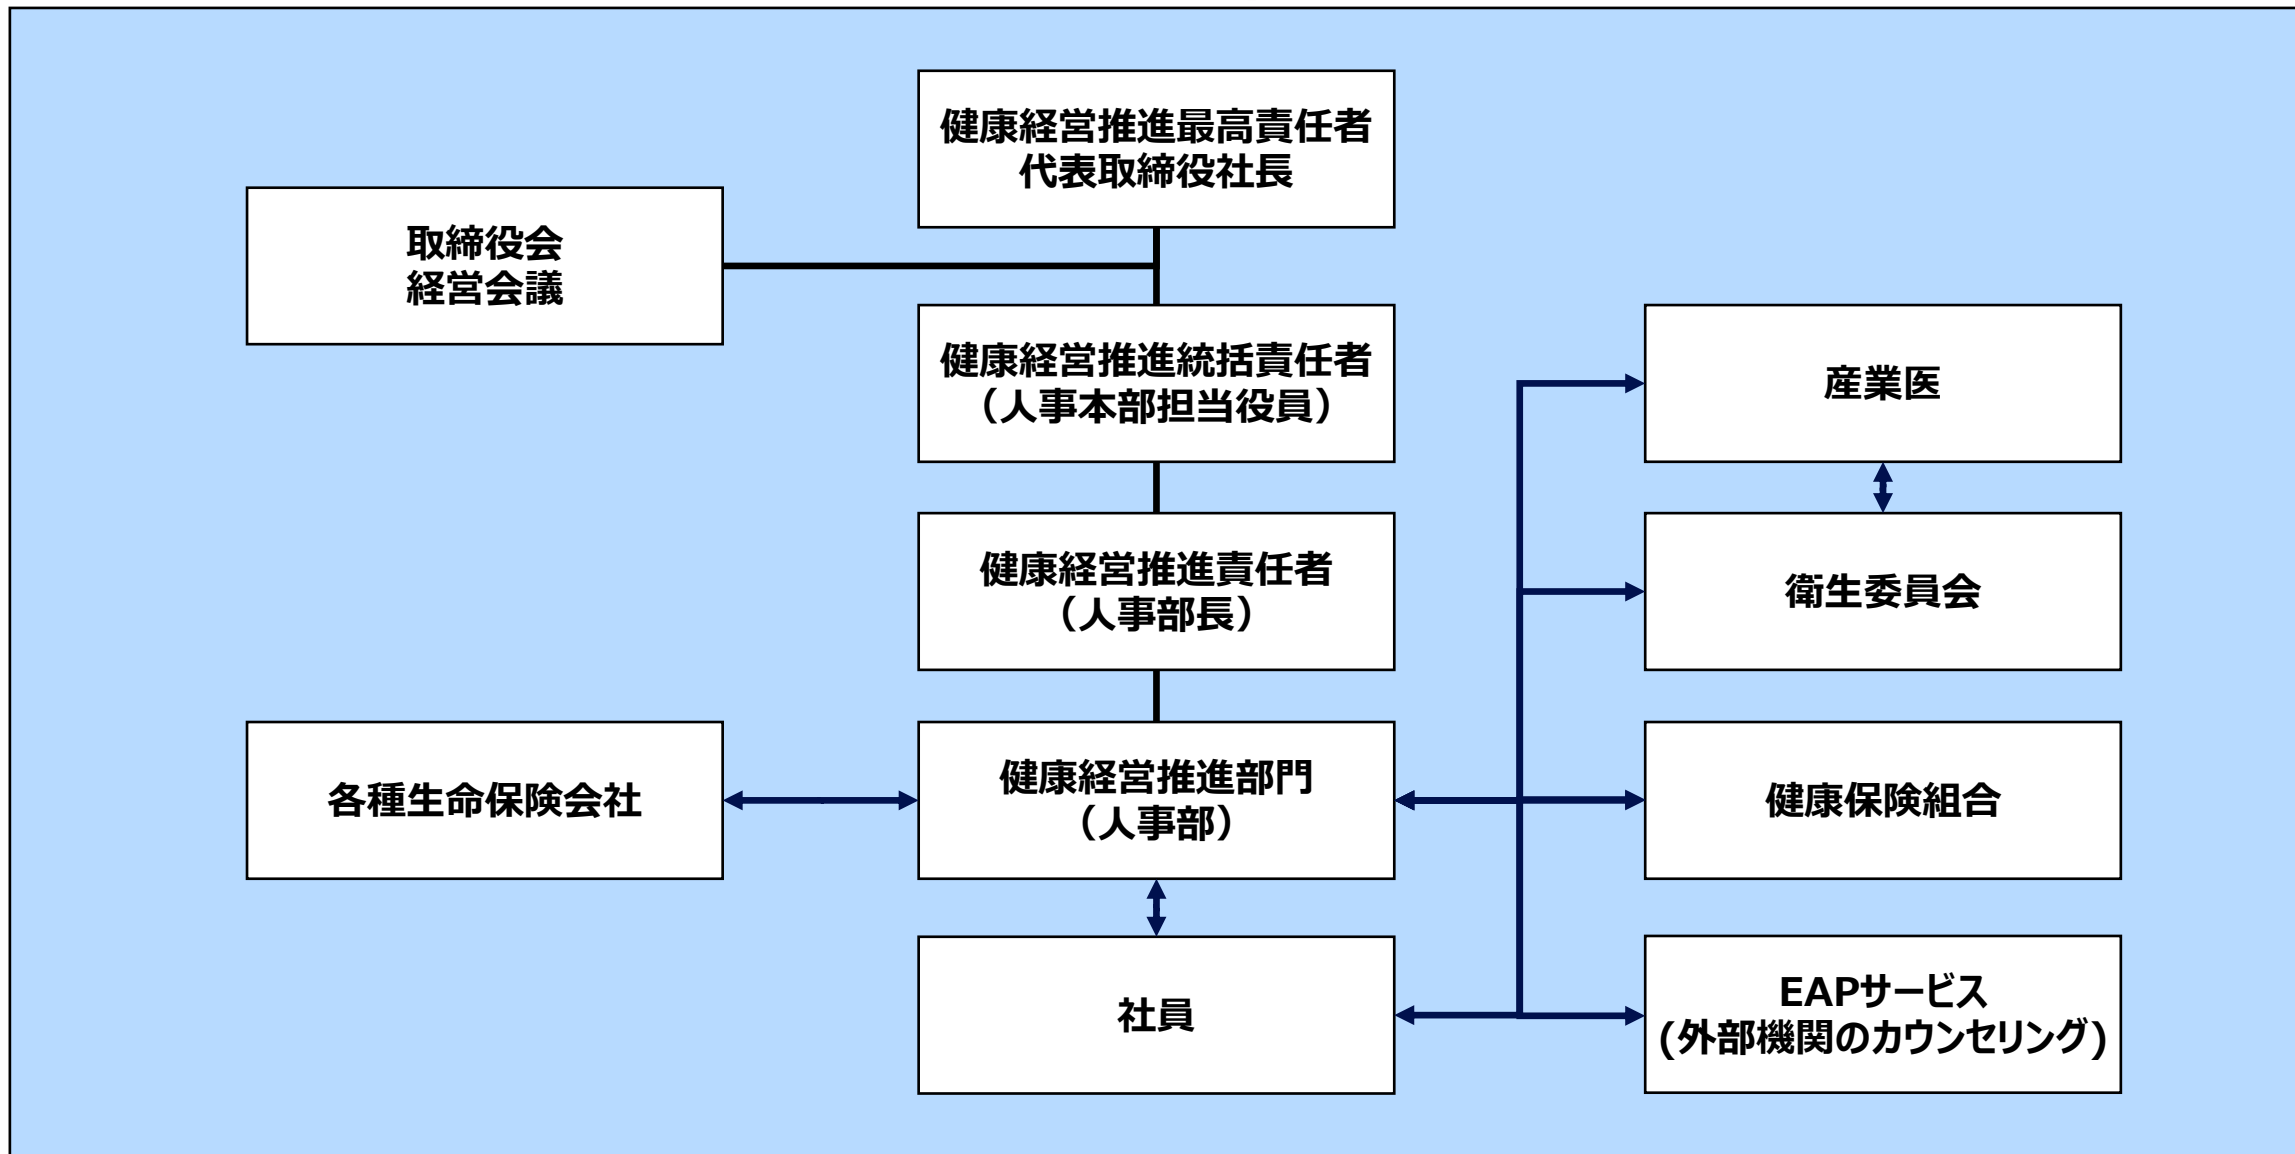 健康経営推進最高責任者
代表取締役社長
取締役会
経営会議
健康経営推進統括責任者
（人事本部担当役員）
産業医
健康経営推進責任者
（人事部長）
衛生委員会
各種生命保険会社
健康経営推進部門
（人事部）
健康保険組合
社員
EAPサービス
(外部機関のカウンセリング)